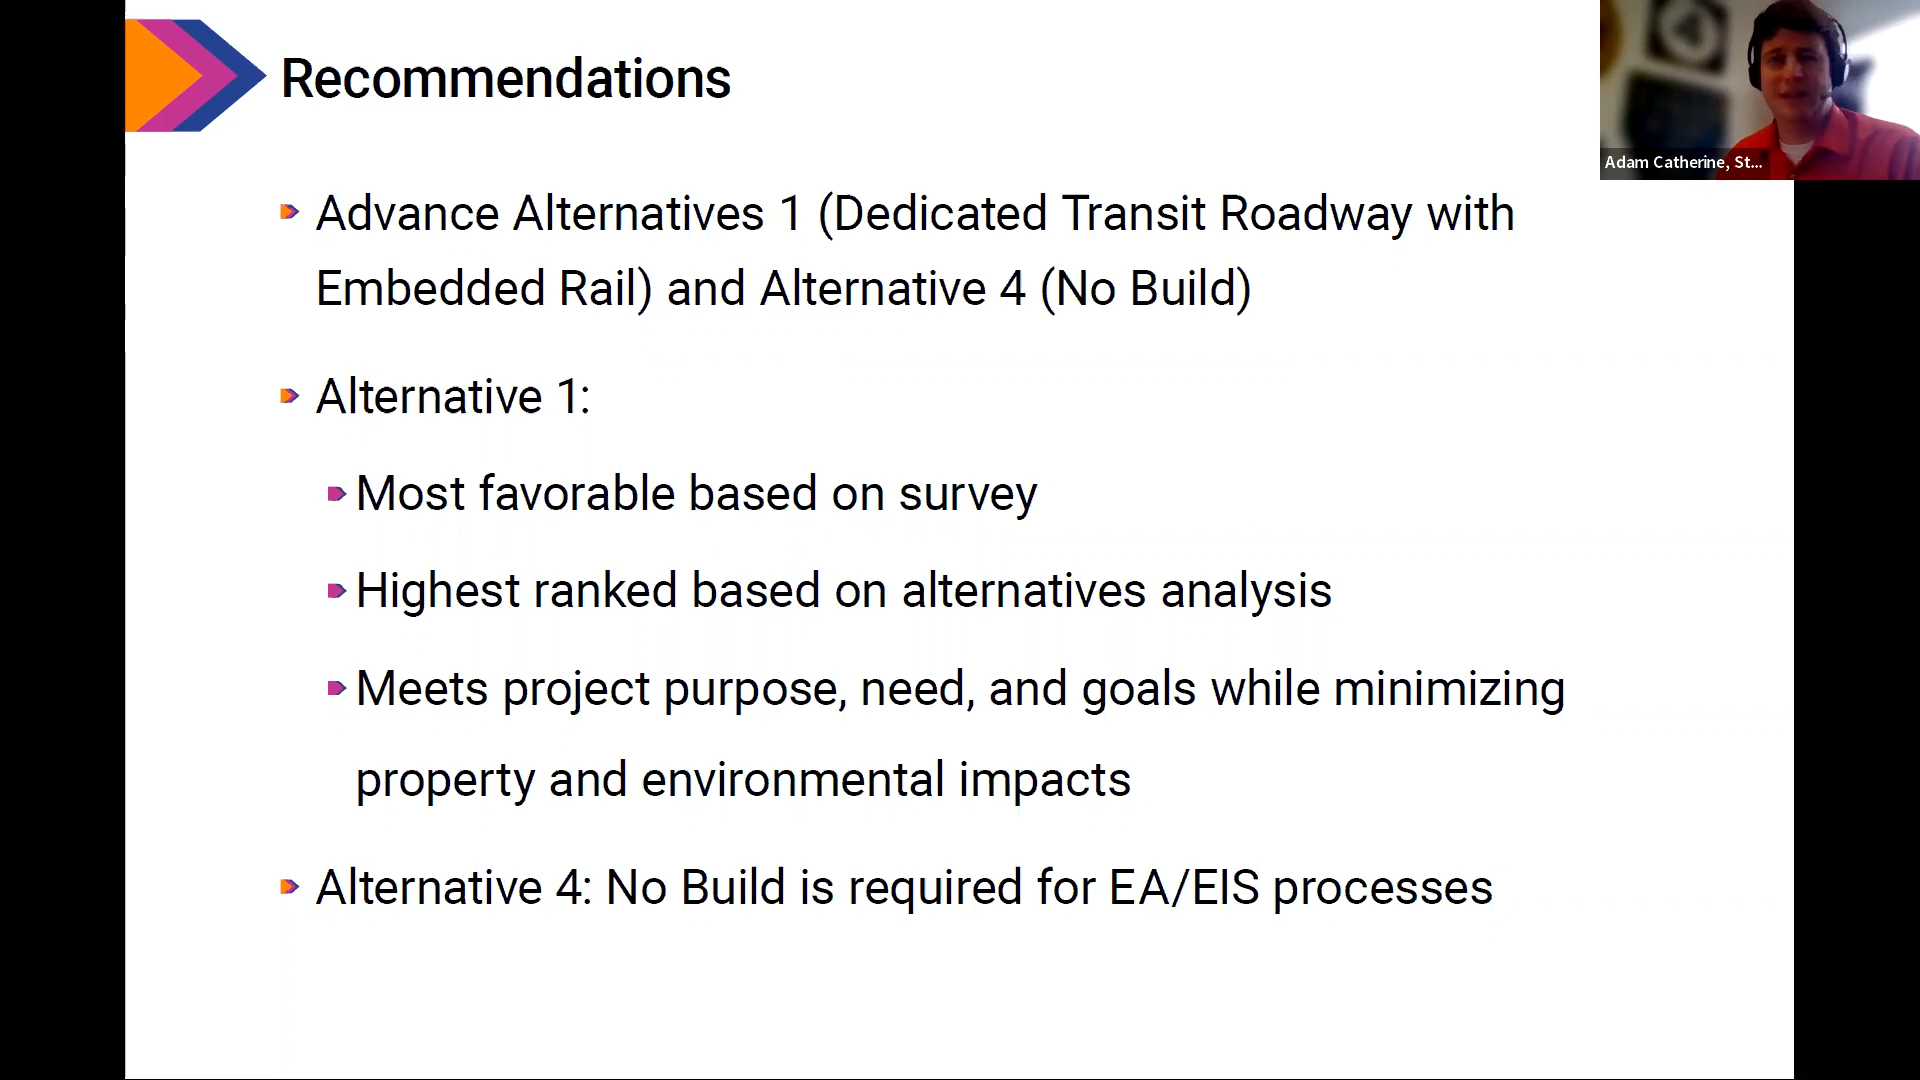 Recommendations
Adam Catherine, St...
Advance Alternatives 1 (Dedicated Transit Roadway with
Embedded Rail) and Alternative 4 (No Build)
Alternative 1:
Most favorable based on survey
Highest ranked based on alternatives analysis
Meets project purpose, need, and goals while minimizing
property and environmental impacts
Alternative 4: No Build is required for EA/EIS processes